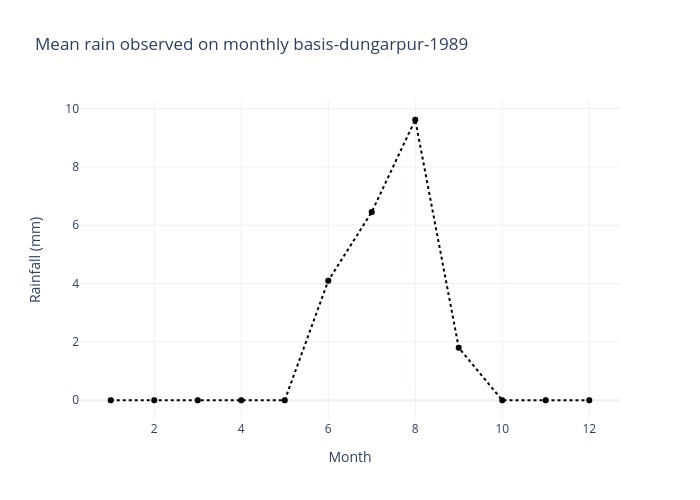 Mean rain observed on monthly basis-dungarpur-1989
10
8
6
4
2
0
Rainfall (mm)
2 4 6 8 10 12
Month